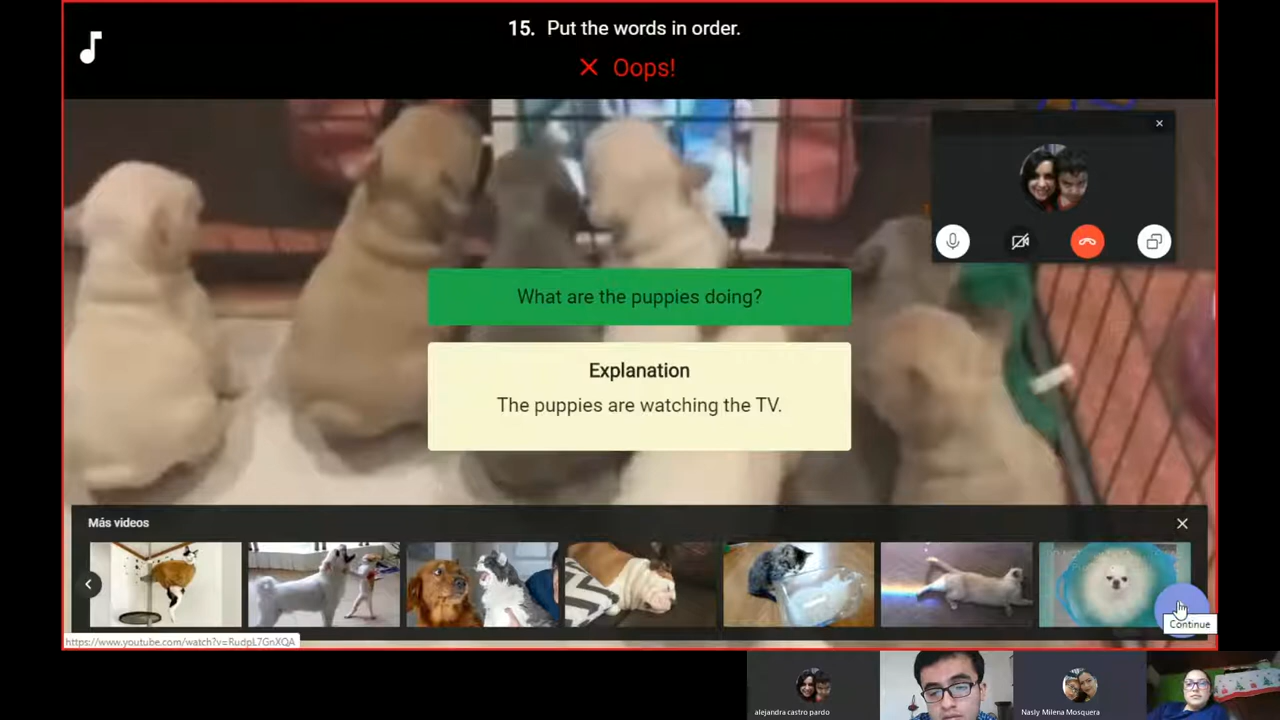 15. Put the words in order.
✕ Oops!
What are the puppies doing?
Explanation
The puppies are watching the TV.
Más videos
Continue
https://www.youtube.com/watch?v=RudpL7GnXQA
alejandra castro pardo
Nasly Milena Mosquera